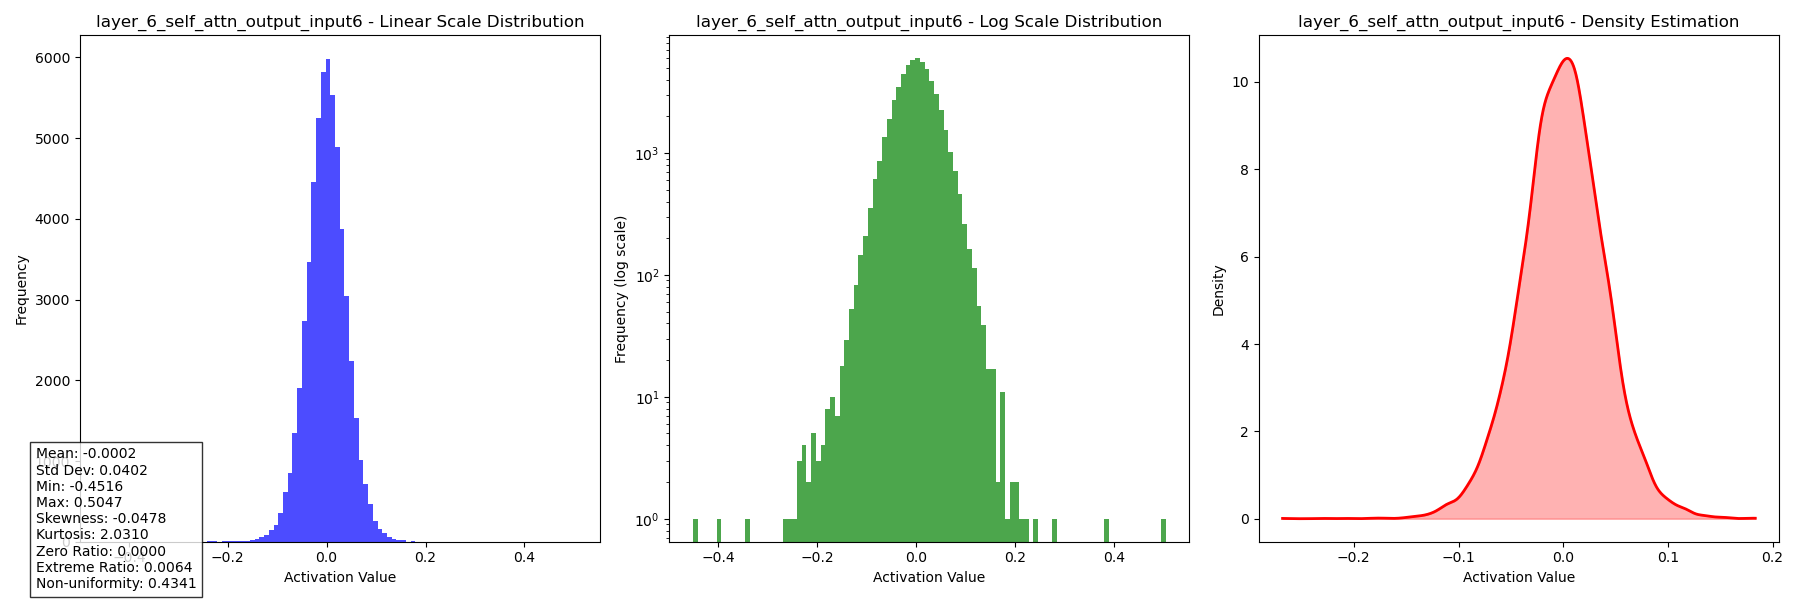 layer_6_self_attn_output_input6 - Linear Scale Distribution
6000
5000
4000
3000
2000
1000
0
Frequency
−0.4
−0.2
0.0
0.2
0.4
Activation Value
Mean: -0.0002
Std Dev: 0.0402
Min: -0.4516
Max: 0.5047
Skewness: -0.0478
Kurtosis: 2.0310
Zero Ratio: 0.0000
Extreme Ratio: 0.0064
Non-uniformity: 0.4341
layer_6_self_attn_output_input6 - Log Scale Distribution
10³
10²
10¹
10⁰
Frequency (log scale)
−0.4
−0.2
0.0
0.2
0.4
Activation Value
layer_6_self_attn_output_input6 - Density Estimation
10
8
6
4
2
0
Density
−0.2
−0.1
0.0
0.1
0.2
Activation Value